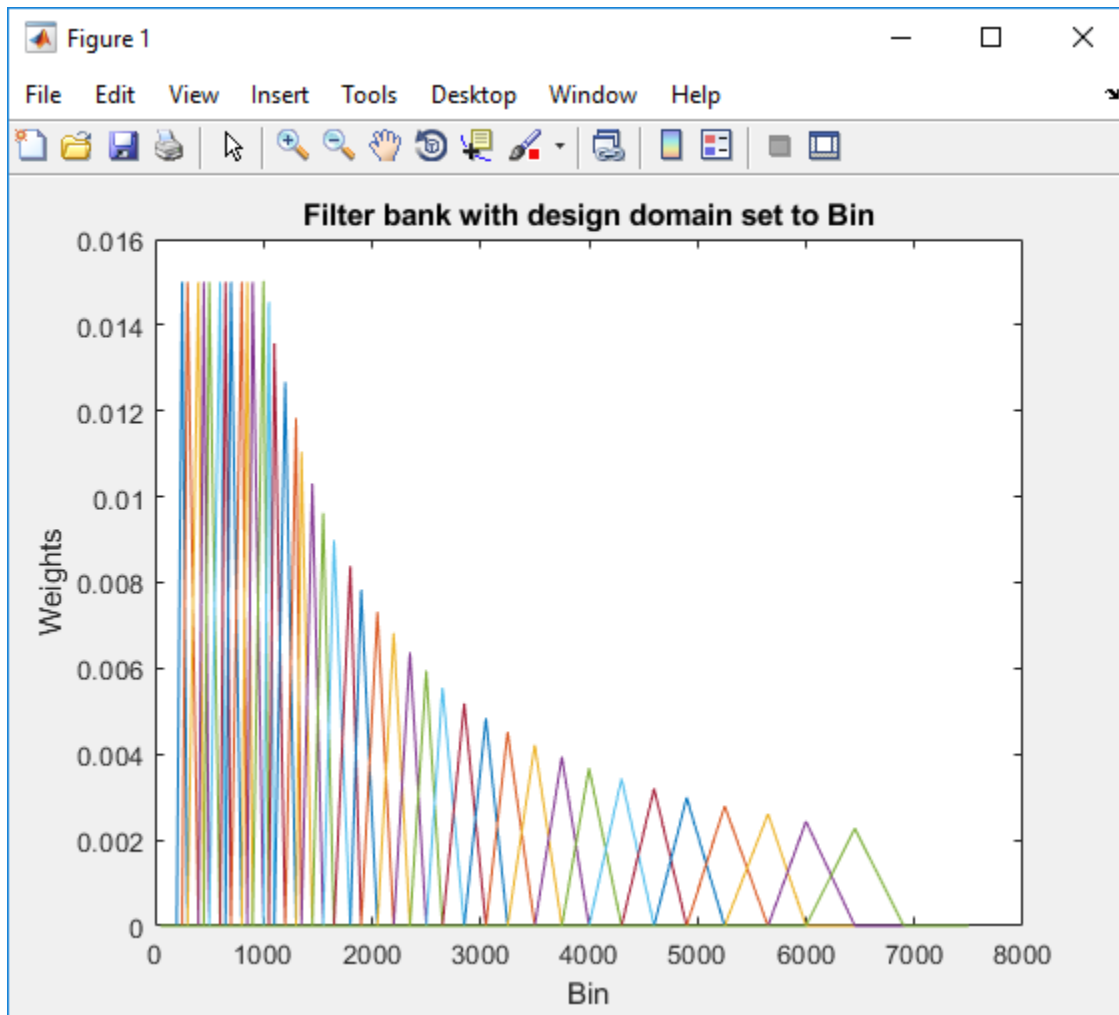 Figure 1
File Edit View Insert Tools Desktop Window Help
Filter bank with design domain set to Bin
0.016
0.014
0.012
0.01
0.008
0.006
0.004
0.002
0
Weights
0 1000 2000 3000 4000 5000 6000 7000 8000
Bin